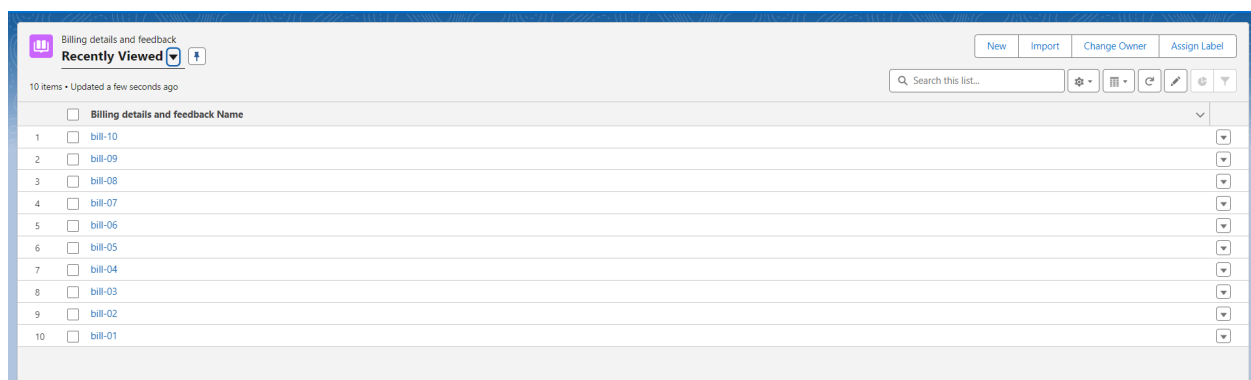 Billing details and feedback
Recently Viewed
New Import Change Owner Assign Label
10 items • Updated a few seconds ago
Search this list...
Billing details and feedback Name
1 bill-10
2 bill-09
3 bill-08
4 bill-07
5 bill-06
6 bill-05
7 bill-04
8 bill-03
9 bill-02
10 bill-01